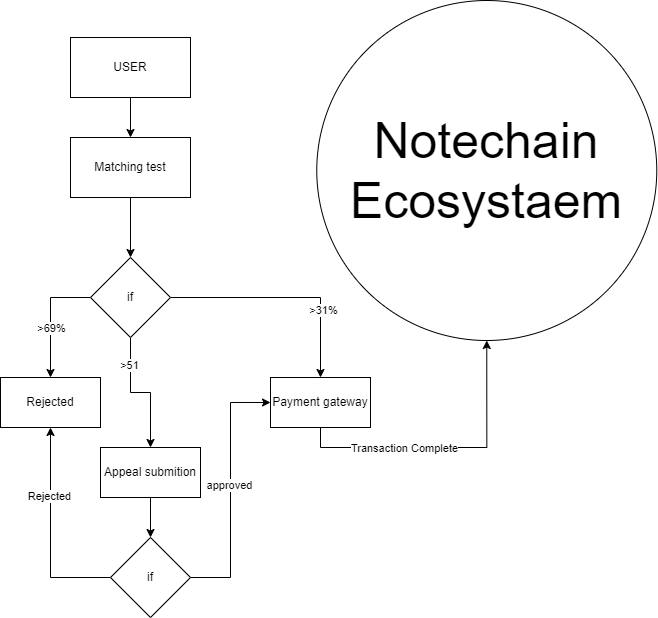 USER
Notechain
Ecosystaem
Matching test
if
>31%
>69%
>51
Rejected
Payment gateway
Transaction Complete
Appeal submition
approved
Rejected
if